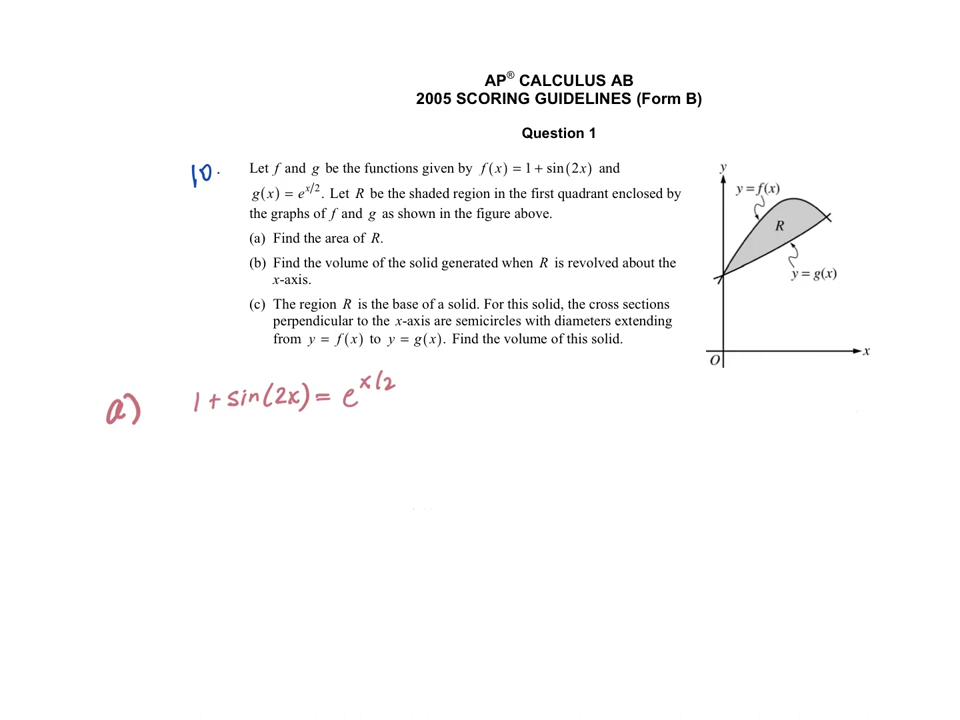 AP® CALCULUS AB
2005 SCORING GUIDELINES (Form B)
Question 1
10.
Let f and g be the functions given by f(x) = 1 + sin(2x) and
g(x) = e^{x/2}. Let R be the shaded region in the first quadrant enclosed by
the graphs of f and g as shown in the figure above.
(a) Find the area of R.
(b) Find the volume of the solid generated when R is revolved about the
x-axis.
(c) The region R is the base of a solid. For this solid, the cross sections
perpendicular to the x-axis are semicircles with diameters extending
from y = f(x) to y = g(x). Find the volume of this solid.
y
y = f(x)
R
y = g(x)
x
O
a) 1 + sin(2x) = e^{x/2}